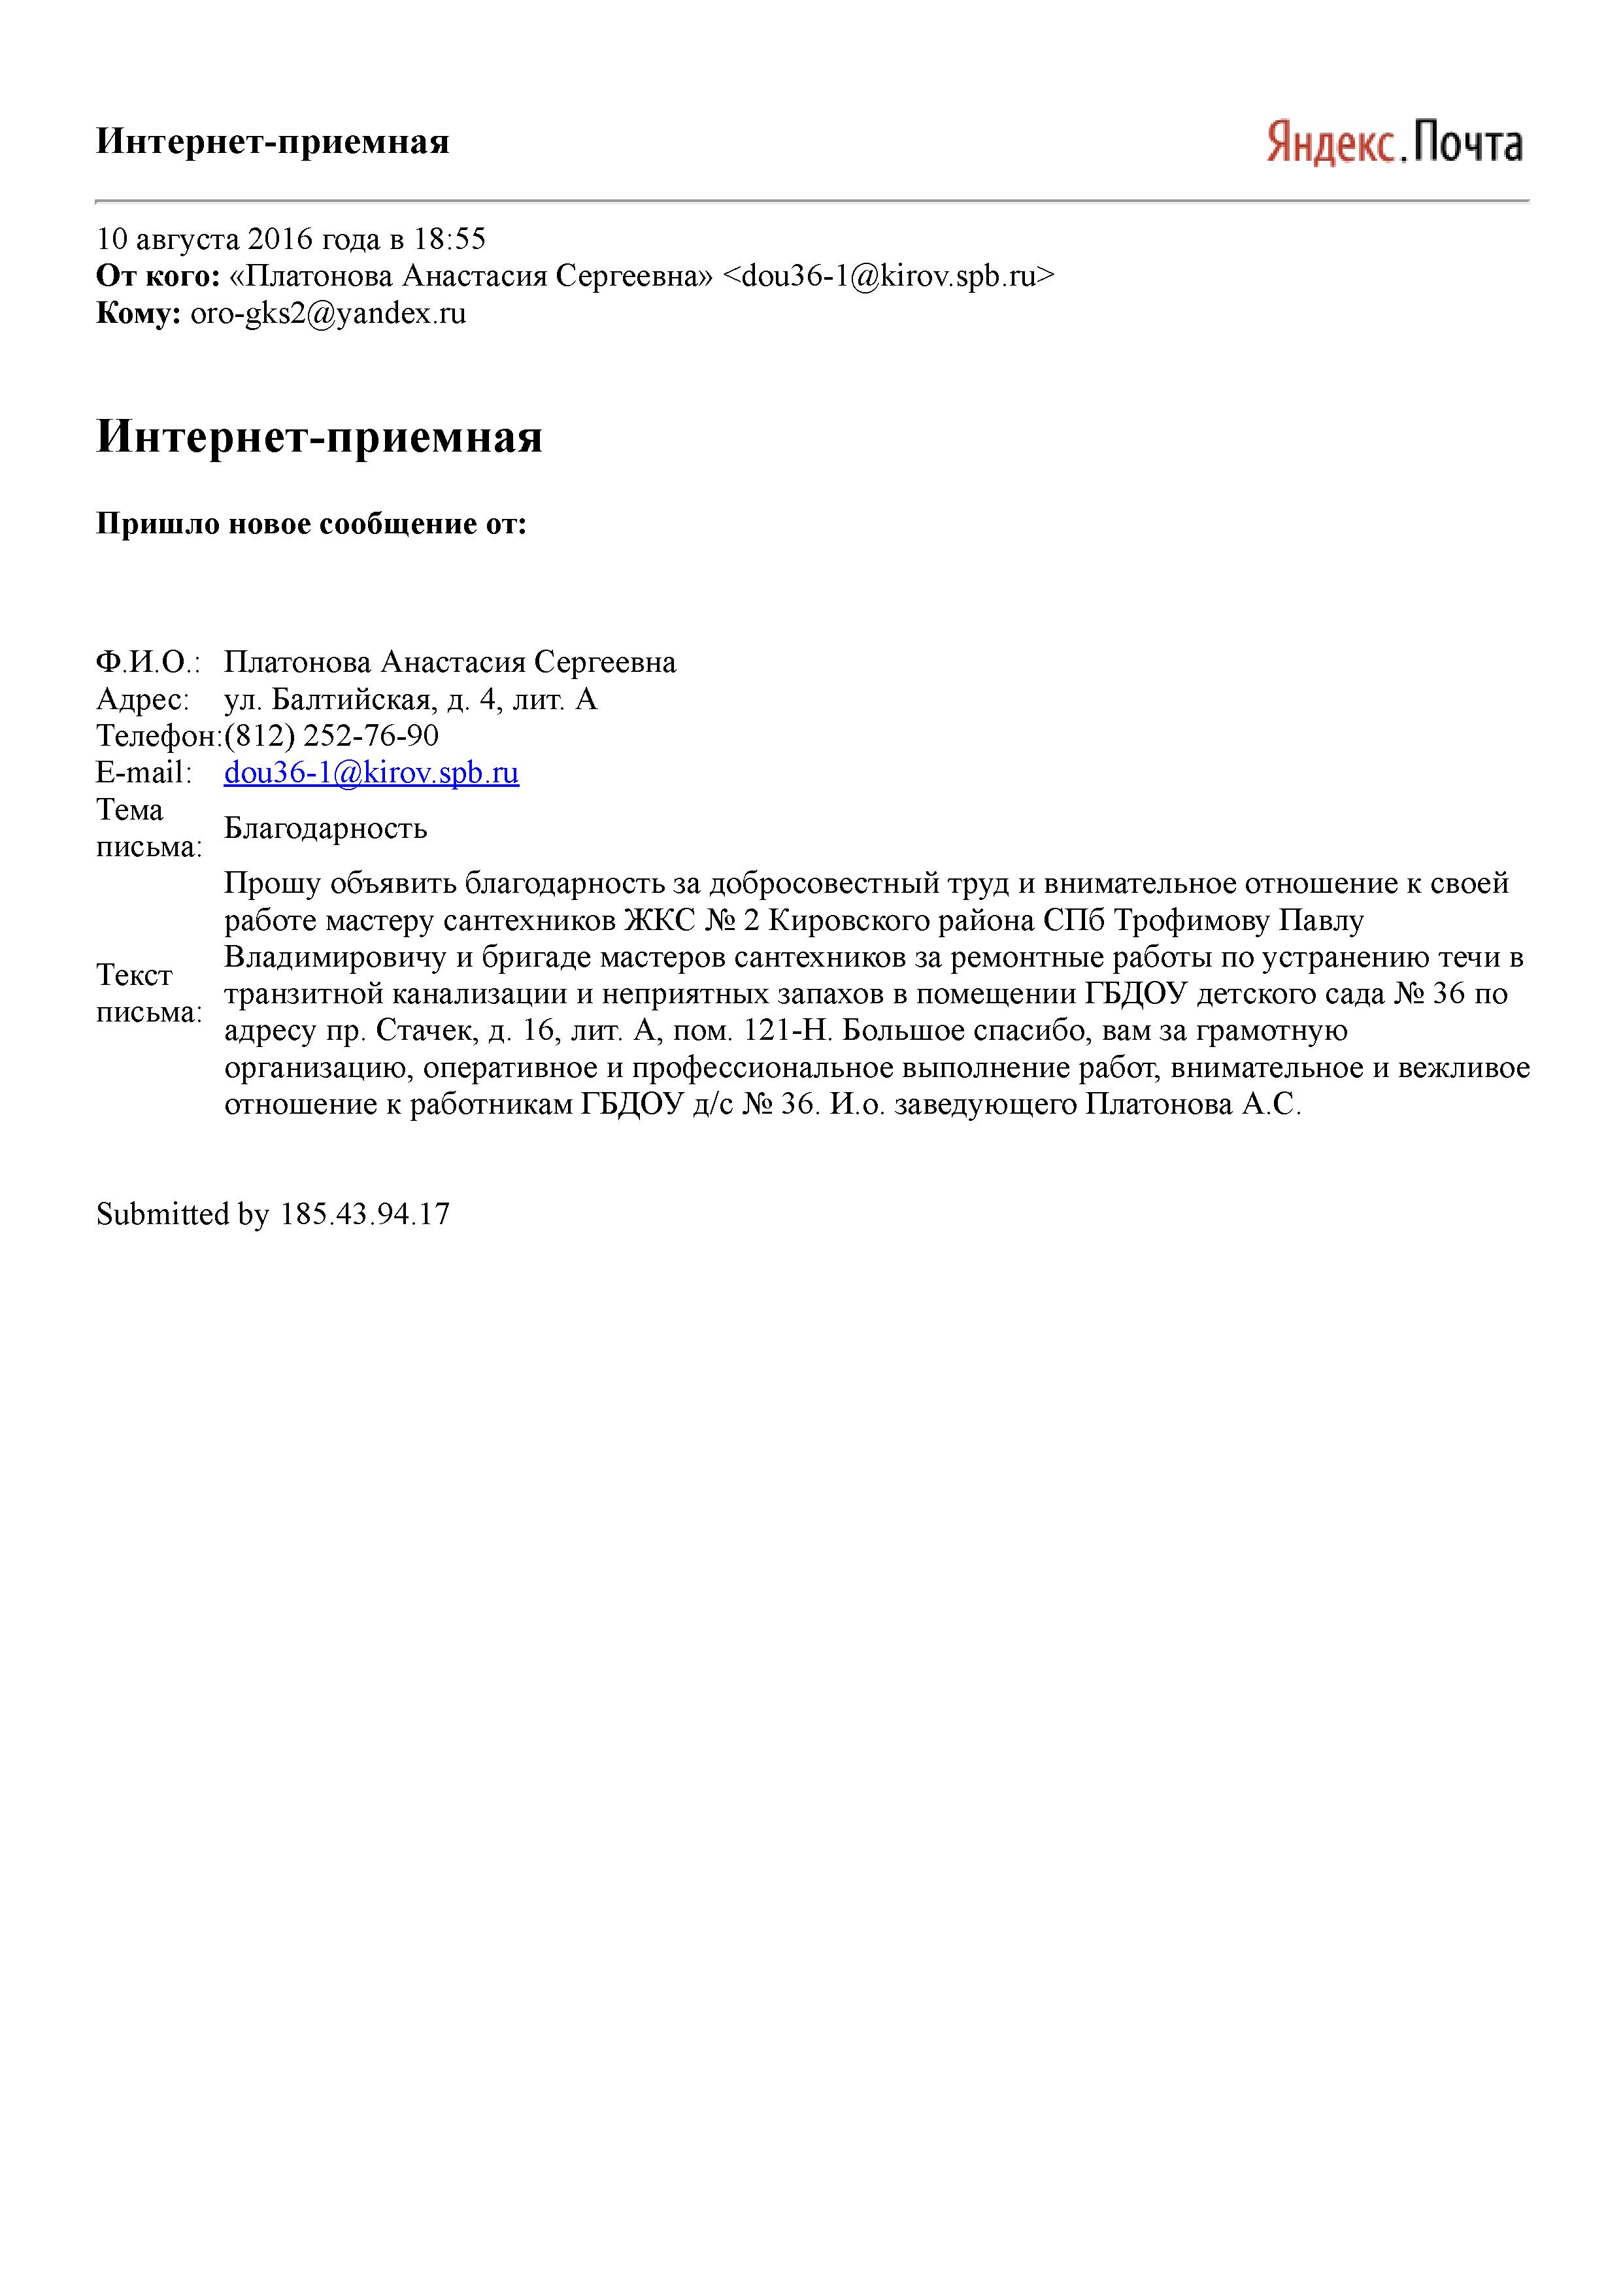 Интернет-приемная
Яндекс.Почта
10 августа 2016 года в 18:55
От кого: «Платонова Анастасия Сергеевна» <dou36-1@kirov.spb.ru>
Кому: oro-gks2@yandex.ru
Интернет-приемная
Пришло новое сообщение от:
Ф.И.О.: Платонова Анастасия Сергеевна
Адрес: ул. Балтийская, д. 4, лит. А
Телефон:(812) 252-76-90
E-mail: dou36-1@kirov.spb.ru
Тема
письма:
Благодарность
Текст
письма:
Прошу объявить благодарность за добросовестный труд и внимательное отношение к своей
работе мастеру сантехников ЖКС № 2 Кировского района СПб Трофимову Павлу
Владимировичу и бригаде мастеров сантехников за ремонтные работы по устранению течи в
транзитной канализации и неприятных запахов в помещении ГБДОУ детского сада № 36 по
адресу пр. Стачек, д. 16, лит. А, пом. 121-Н. Большое спасибо, вам за грамотную
организацию, оперативное и профессиональное выполнение работ, внимательное и вежливое
отношение к работникам ГБДОУ д/с № 36. И.о. заведующего Платонова А.С.
Submitted by 185.43.94.17